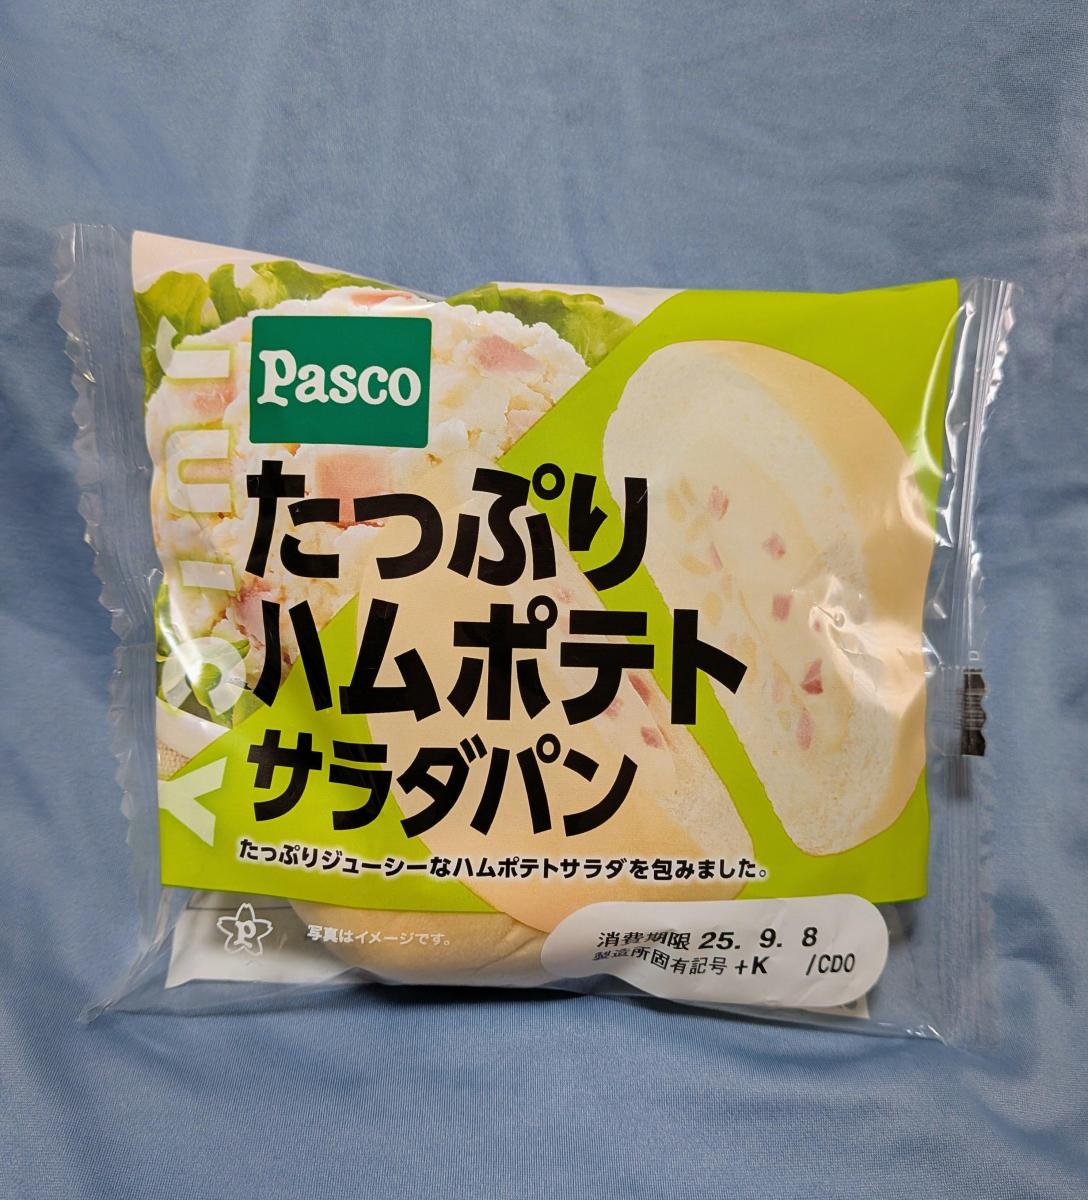 Pasco
JUICY
たっぷり
ハムポテト
サラダパン
たっぷりジューシーなハムポテトサラダを包みました。
P
写真はイメージです。
消費期限 25. 9. 8
製造所固有記号 +K /CDO